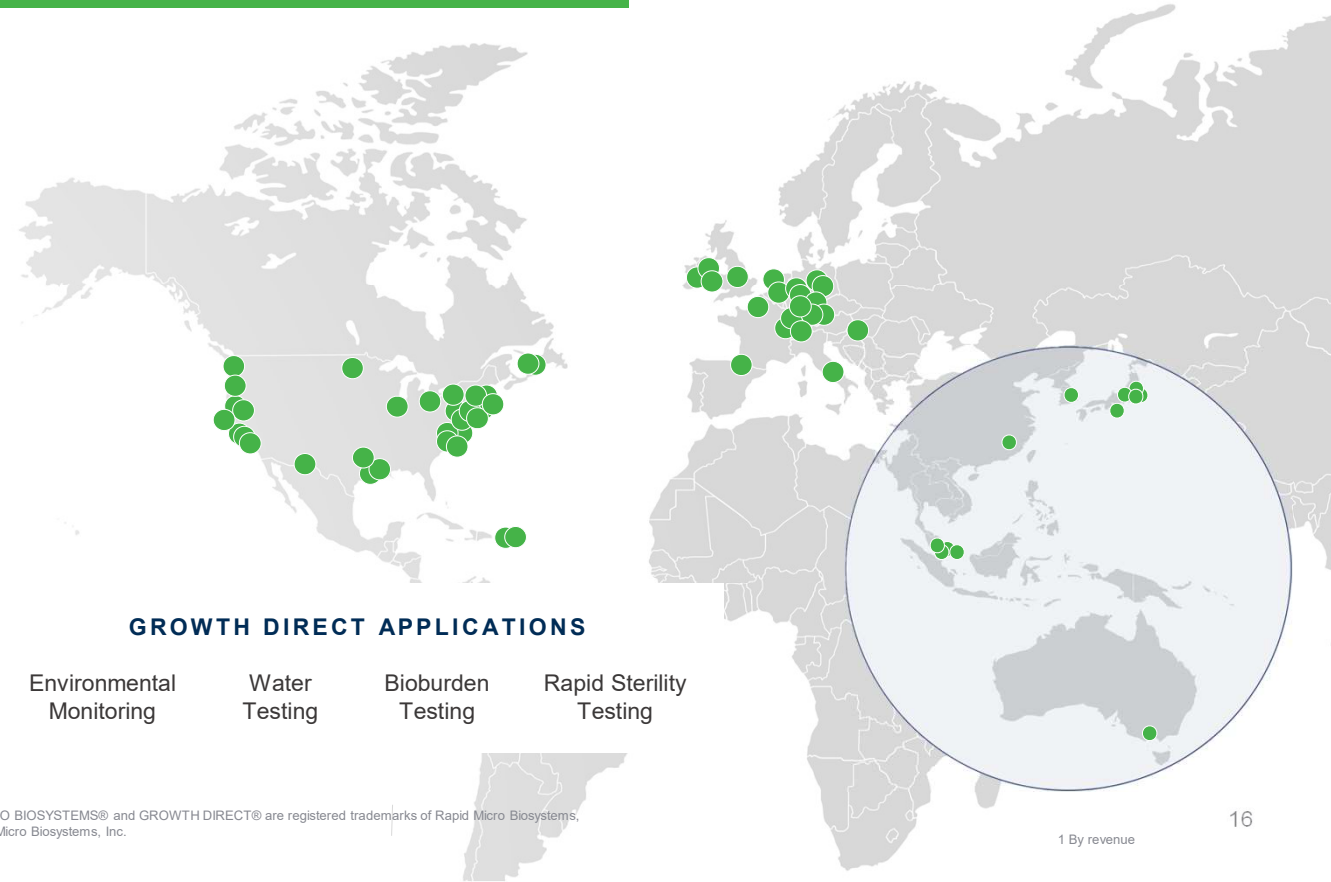 GROWTH DIRECT APPLICATIONS
Environmental
Monitoring
Water
Testing
Bioburden
Testing
Rapid Sterility
Testing
O BIOSYSTEMS® and GROWTH DIRECT® are registered trademarks of Rapid Micro Biosystems,
Micro Biosystems, Inc.
1 By revenue
16